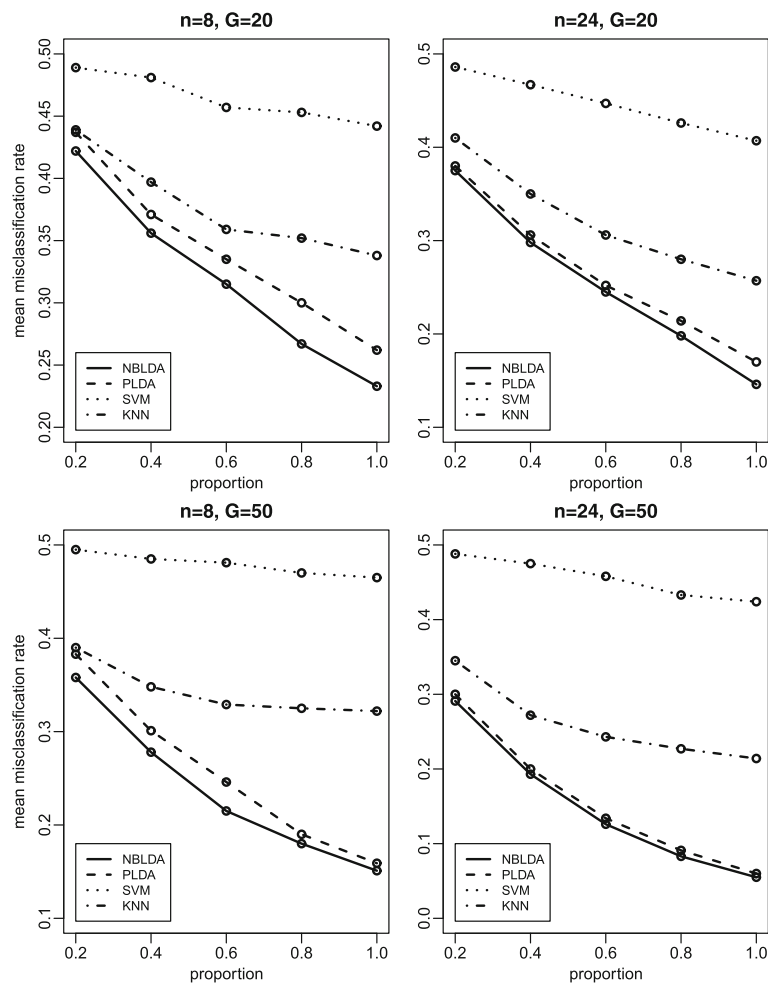 n=8, G=20
mean misclassification rate
0.50
0.45
0.40
0.35
0.30
0.25
0.20
NBLDA
PLDA
SVM
KNN
0.2 0.4 0.6 0.8 1.0
proportion
n=24, G=20
0.5
0.4
0.3
0.2
0.1
NBLDA
PLDA
SVM
KNN
0.2 0.4 0.6 0.8 1.0
proportion
n=8, G=50
mean misclassification rate
0.5
0.4
0.3
0.2
0.1
NBLDA
PLDA
SVM
KNN
0.2 0.4 0.6 0.8 1.0
proportion
n=24, G=50
0.5
0.4
0.3
0.2
0.1
0.0
NBLDA
PLDA
SVM
KNN
0.2 0.4 0.6 0.8 1.0
proportion